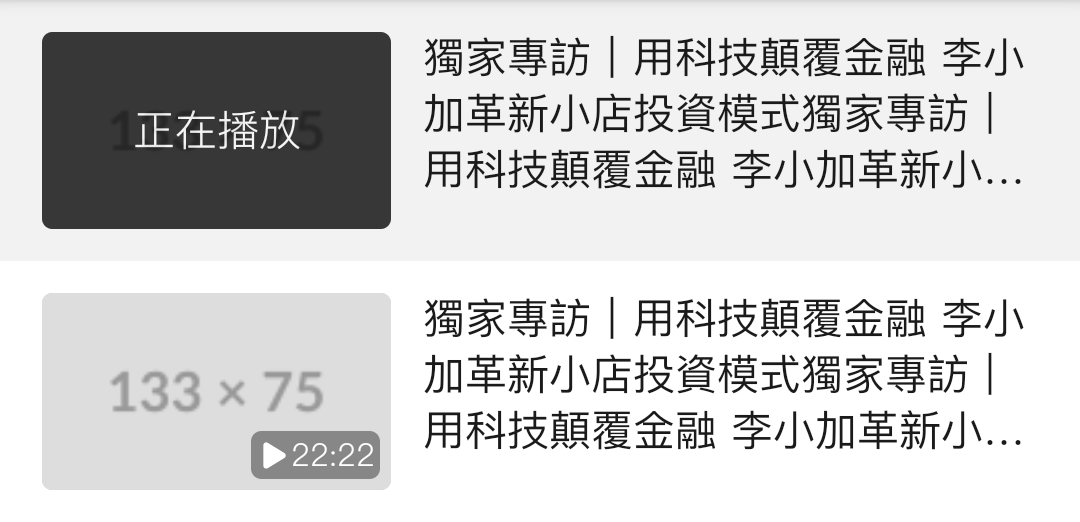 正在播放
獨家專訪｜用科技顛覆金融 李小
加革新小店投資模式獨家專訪｜
用科技顛覆金融 李小加革新小...
133 × 75
22:22
獨家專訪｜用科技顛覆金融 李小
加革新小店投資模式獨家專訪｜
用科技顛覆金融 李小加革新小...